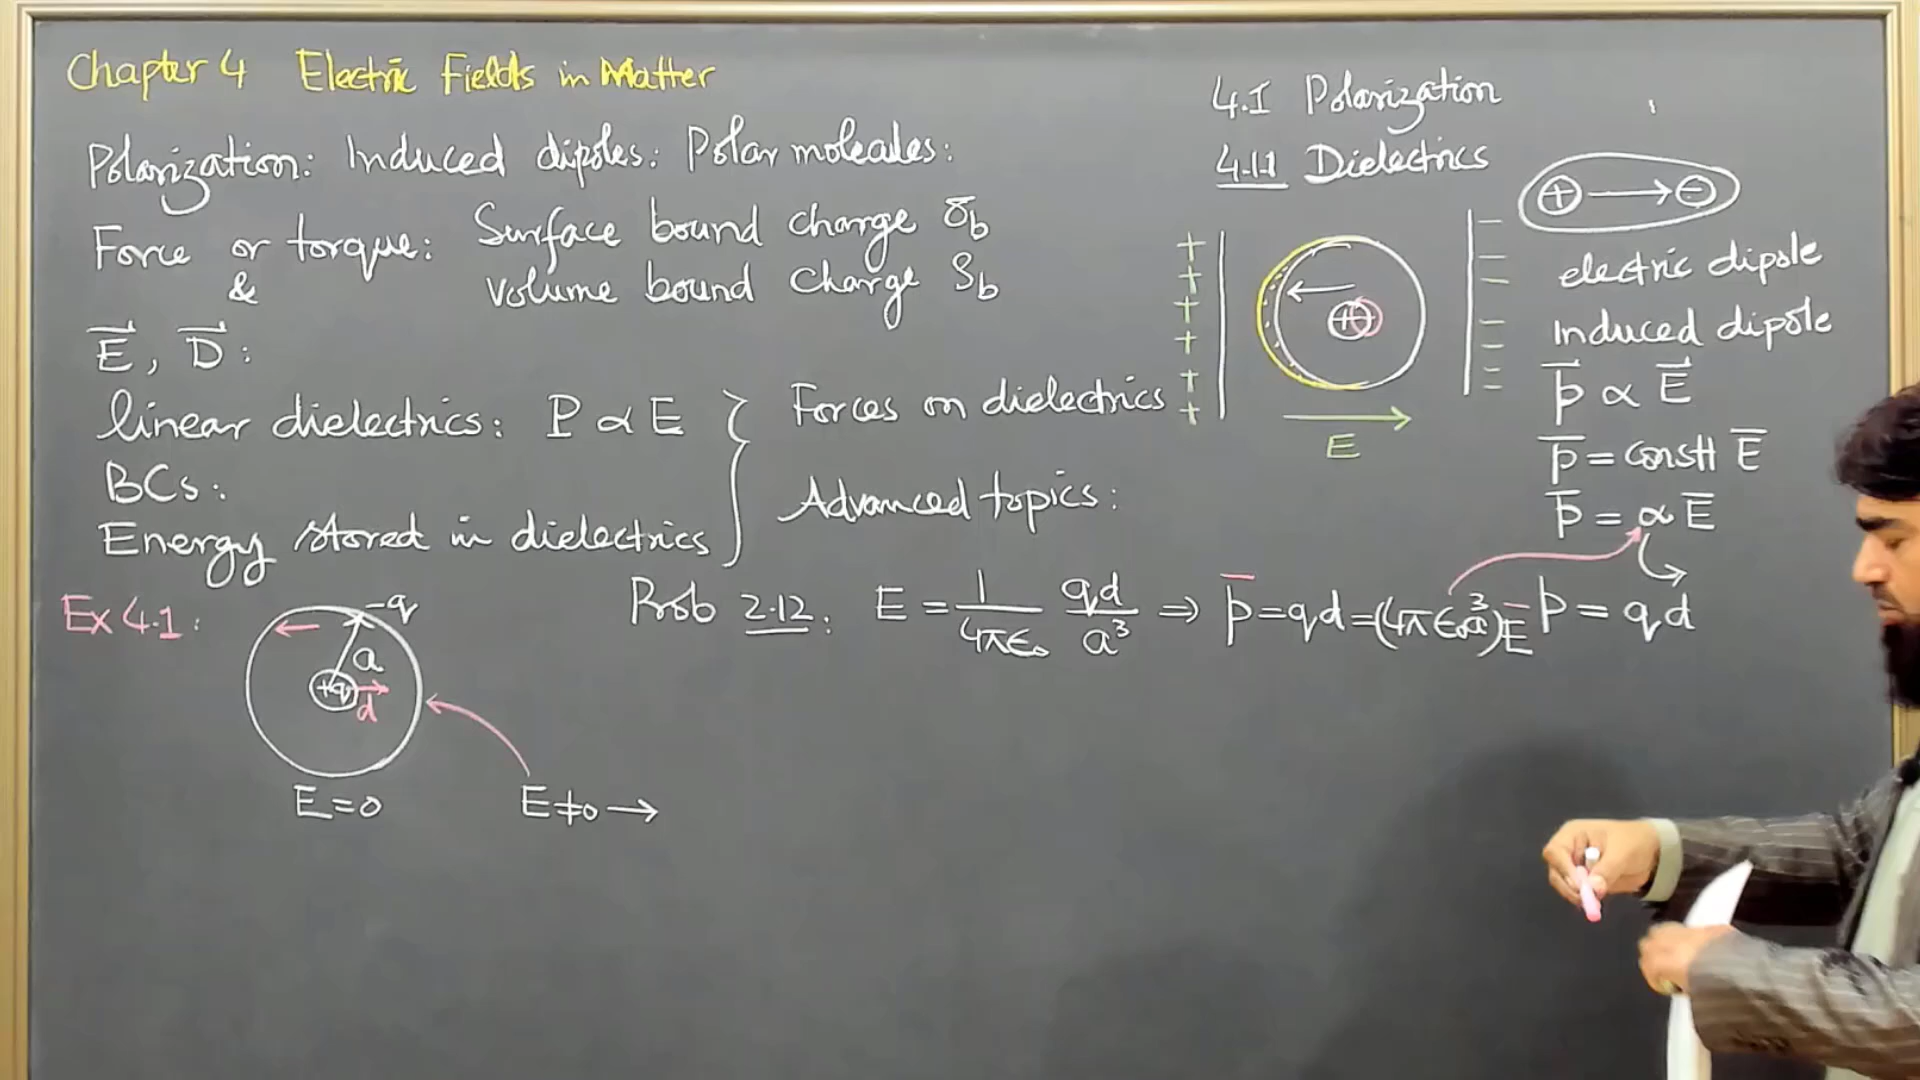 Chapter 4 Electric Fields in Matter
Polarization: Induced dipoles: Polar molecules:
Force or torque: Surface bound charge σb
& volume bound charge ρb
E⃗, D⃗:
linear dielectrics: P ∝ E
BCs:
Energy stored in dielectrics
Forces on dielectrics
Advanced topics:
4.1 Polarization
4.1.1 Dielectrics
+ → -
electric dipole
induced dipole
p⃗ ∝ E⃗
p̅ = constt E̅
p̅ = α E̅
p = qd
+ + + + + +
- - - - - -
+
E
Ex 4.1:
-q
a
+q
d
E=0
E≠0 →
Prob 2.12: E = 1/4πε₀ qd/a³ ⇒ p̅ = qd = (4πε₀a³)E̅